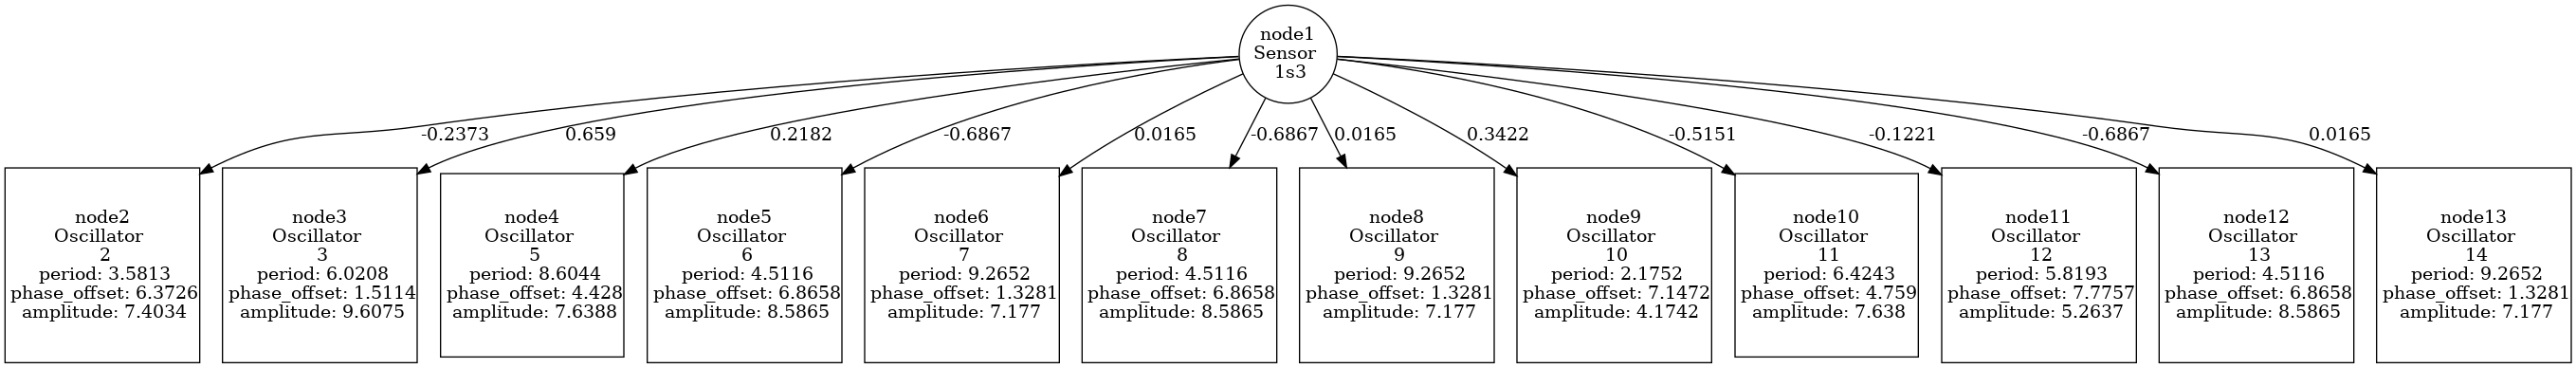 node1
Sensor
1s3
-0.2373
0.659
0.2182
-0.6867
0.0165
-0.6867
0.0165
0.3422
-0.5151
-0.1221
-0.6867
0.0165
node2
Oscillator
2
period: 3.5813
phase_offset: 6.3726
amplitude: 7.4034
node3
Oscillator
3
period: 6.0208
phase_offset: 1.5114
amplitude: 9.6075
node4
Oscillator
5
period: 8.6044
phase_offset: 4.428
amplitude: 7.6388
node5
Oscillator
6
period: 4.5116
phase_offset: 6.8658
amplitude: 8.5865
node6
Oscillator
7
period: 9.2652
phase_offset: 1.3281
amplitude: 7.177
node7
Oscillator
8
period: 4.5116
phase_offset: 6.8658
amplitude: 8.5865
node8
Oscillator
9
period: 9.2652
phase_offset: 1.3281
amplitude: 7.177
node9
Oscillator
10
period: 2.1752
phase_offset: 7.1472
amplitude: 4.1742
node10
Oscillator
11
period: 6.4243
phase_offset: 4.759
amplitude: 7.638
node11
Oscillator
12
period: 5.8193
phase_offset: 7.7757
amplitude: 5.2637
node12
Oscillator
13
period: 4.5116
phase_offset: 6.8658
amplitude: 8.5865
node13
Oscillator
14
period: 9.2652
phase_offset: 1.3281
amplitude: 7.177